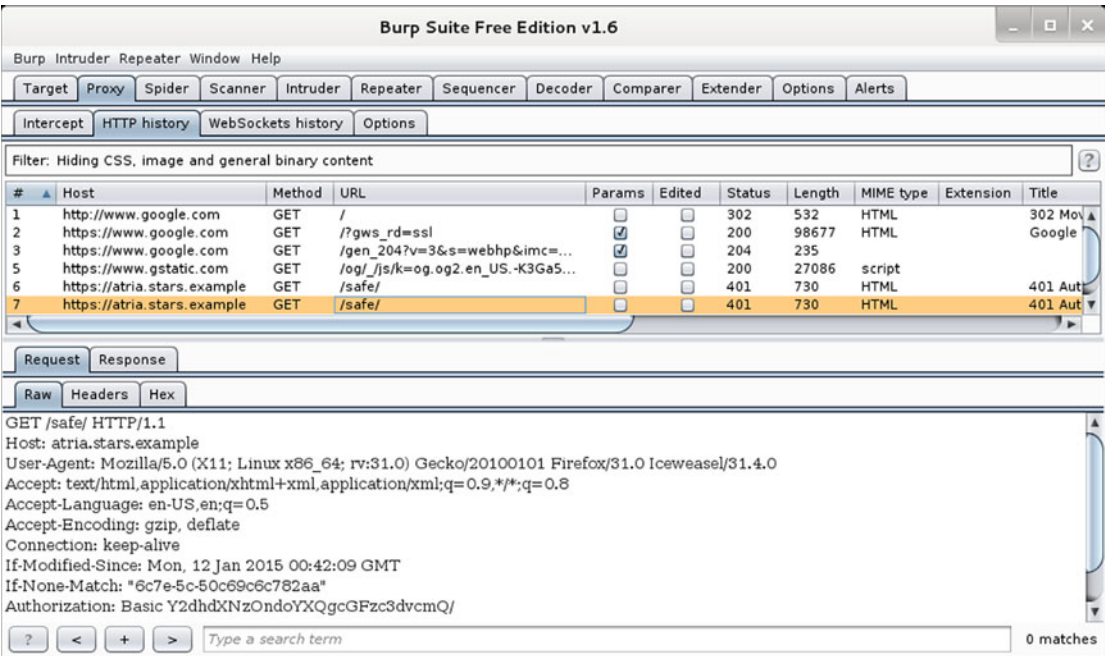 Burp Suite Free Edition v1.6
Burp Intruder Repeater Window Help
Target Proxy Spider Scanner Intruder Repeater Sequencer Decoder Comparer Extender Options Alerts
Intercept HTTP history WebSockets history Options
Filter: Hiding CSS, image and general binary content ?
# Host Method URL Params Edited Status Length MIME type Extension Title
1 http://www.google.com GET / 302 532 HTML 302 Mov
2 https://www.google.com GET /?gws_rd=ssl 200 98677 HTML Google
3 https://www.google.com GET /gen_204?v=3&s=webhp&imc=... 204 235
5 https://www.gstatic.com GET /og/_/js/k=og.og2.en_US.-K3Ga5... 200 27086 script
6 https://atria.stars.example GET /safe/ 401 730 HTML 401 Aut
7 https://atria.stars.example GET /safe/ 401 730 HTML 401 Aut
Request Response
Raw Headers Hex
GET /safe/ HTTP/1.1
Host: atria.stars.example
User-Agent: Mozilla/5.0 (X11; Linux x86_64; rv:31.0) Gecko/20100101 Firefox/31.0 Iceweasel/31.4.0
Accept: text/html,application/xhtml+xml,application/xml;q=0.9,*/*;q=0.8
Accept-Language: en-US,en;q=0.5
Accept-Encoding: gzip, deflate
Connection: keep-alive
If-Modified-Since: Mon, 12 Jan 2015 00:42:09 GMT
If-None-Match: "6c7e-5c-50c69c6c782aa"
Authorization: Basic Y2dhdXNzOndoYXQgcGFzc3dvcmQ/
? < + > Type a search term 0 matches